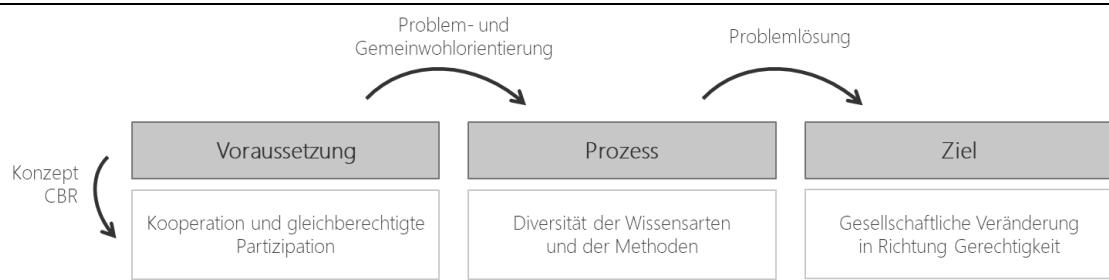 Problem- und
Gemeinwohlorientierung
Problemlösung
Voraussetzung
Prozess
Ziel
Konzept
CBR
Kooperation und gleichberechtigte
Partizipation
Diversität der Wissensarten
und der Methoden
Gesellschaftliche Veränderung
in Richtung Gerechtigkeit